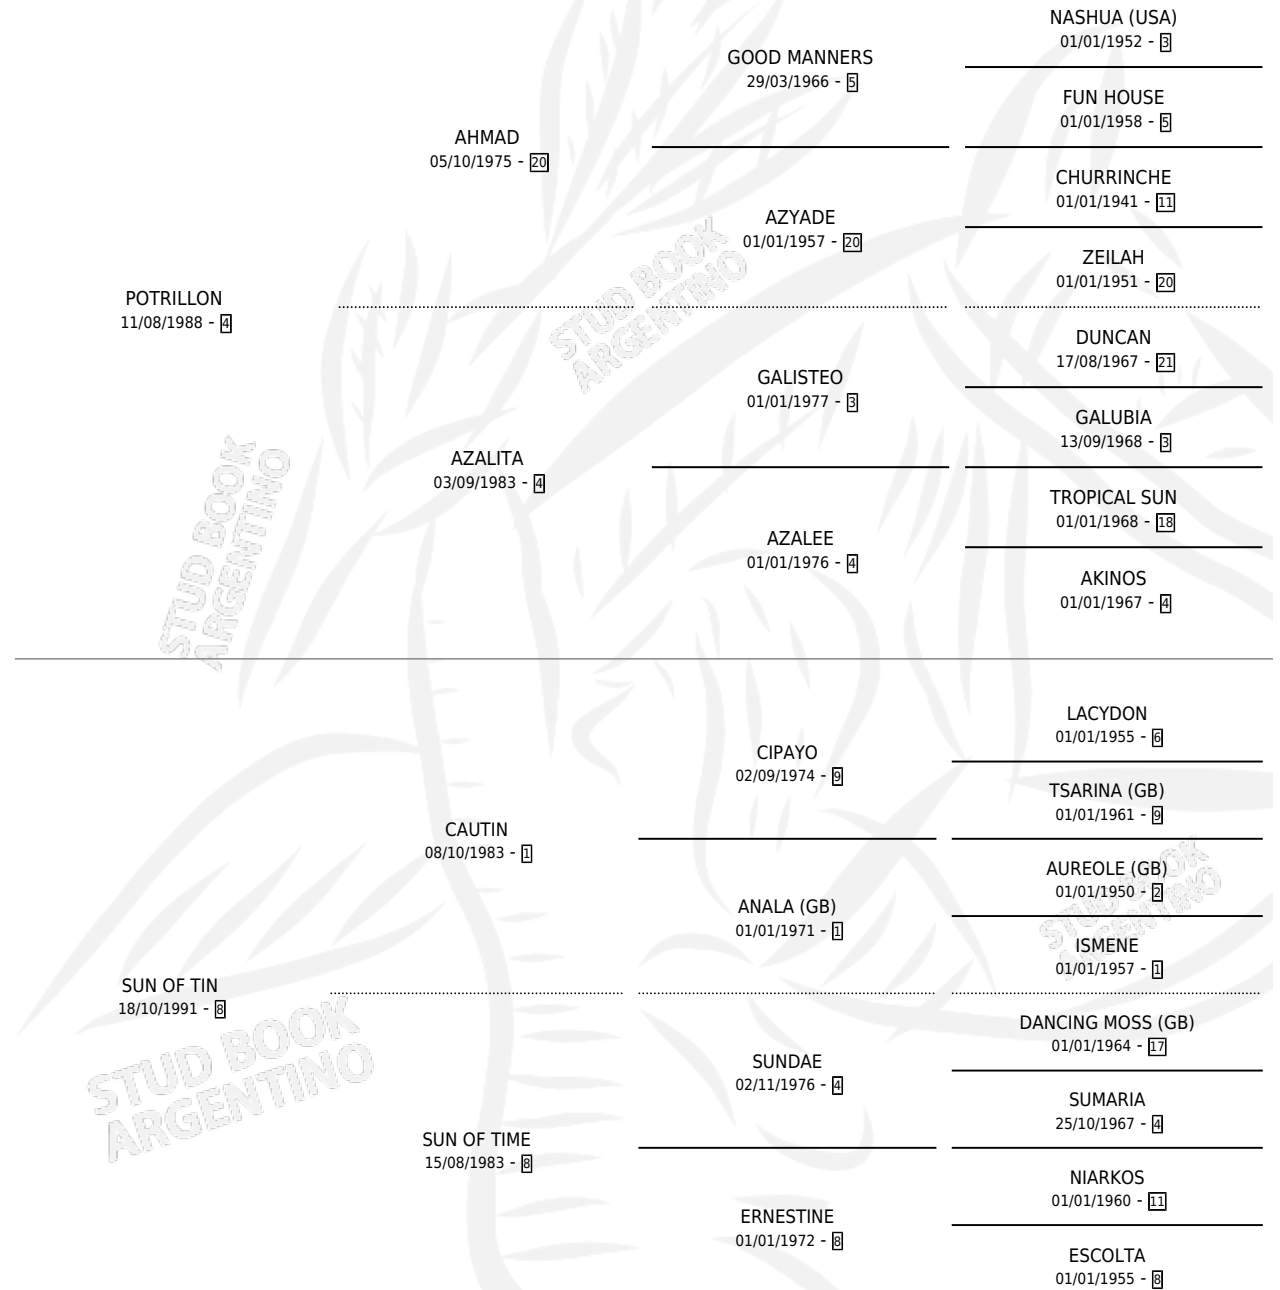 NASHUA (USA)
01/01/1952 - 3
GOOD MANNERS
29/03/1966 - 5
FUN HOUSE
01/01/1958 - 5
AHMAD
05/10/1975 - 20
CHURRINCHE
01/01/1941 - 11
AZYADE
01/01/1957 - 20
ZEILAH
01/01/1951 - 20
POTRILLON
11/08/1988 - 4
STUD BOOK
ARGENTINO
DUNCAN
17/08/1967 - 21
GALISTEO
01/01/1977 - 3
GALUBIA
13/09/1968 - 3
AZALITA
03/09/1983 - 4
TROPICAL SUN
01/01/1968 - 18
AZALEE
01/01/1976 - 4
AKINOS
01/01/1967 - 4
STUD BOOK
ARGENTINO
LACYDON
01/01/1955 - 6
CIPAYO
02/09/1974 - 9
TSARINA (GB)
01/01/1961 - 9
CAUTIN
08/10/1983 - 1
AUREOLE (GB)
01/01/1950 - 2
ANALA (GB)
01/01/1971 - 1
STUD BOOK
ARGENTINO
ISMENE
01/01/1957 - 1
SUN OF TIN
18/10/1991 - 8
DANCING MOSS (GB)
01/01/1964 - 17
SUNDAE
02/11/1976 - 4
STUD BOOK
ARGENTINO
SUMARIA
25/10/1967 - 4
SUN OF TIME
15/08/1983 - 8
NIARKOS
01/01/1960 - 11
ERNESTINE
01/01/1972 - 8
ESCOLTA
01/01/1955 - 8